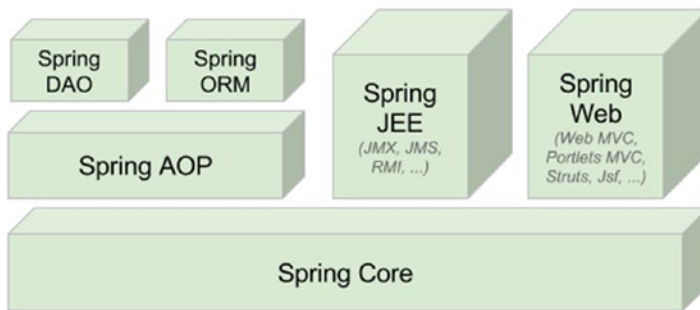 Spring
DAO
Spring
ORM
Spring
JEE
(JMX, JMS,
RMI, ...)
Spring
Web
(Web MVC,
Portlets MVC,
Struts, Jsf, ...)
Spring AOP
Spring Core